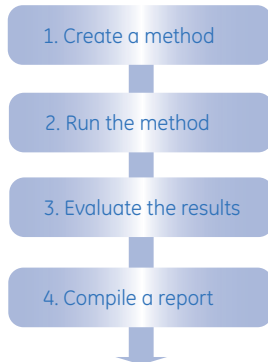 1. Create a method
2. Run the method
3. Evaluate the results
4. Compile a report